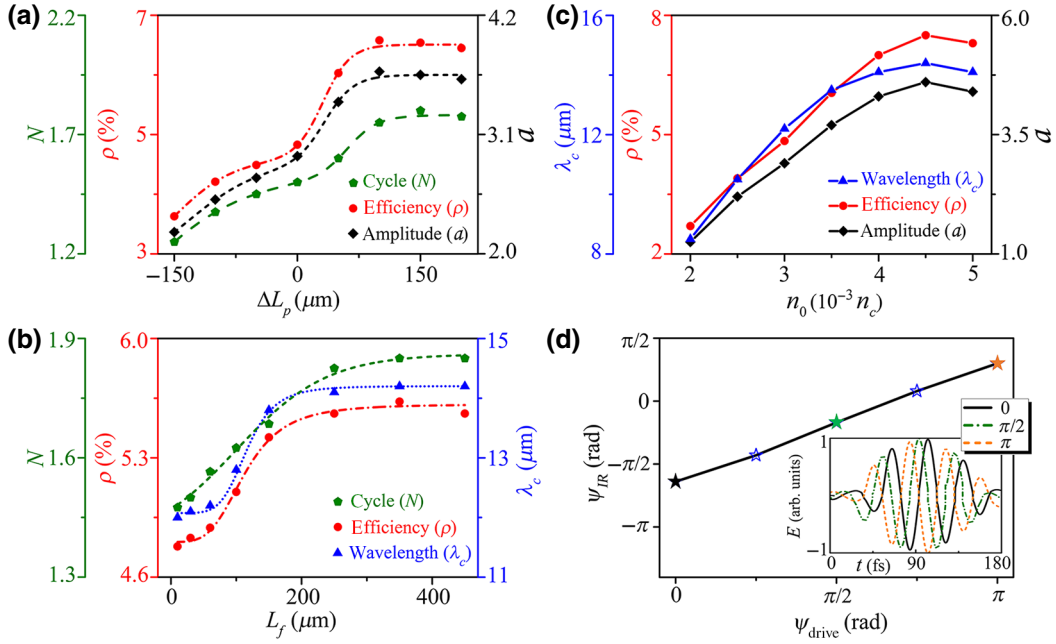 (a)
2.2
1.7
1.2
N
7
5
3
ρ (%)
4.2
3.1
2.0
a
Cycle (N)
Efficiency (ρ)
Amplitude (a)
−150
0
150
ΔLp (μm)
(c)
16
12
8
λc (μm)
8
5
2
ρ (%)
6.0
3.5
1.0
a
Wavelength (λc)
Efficiency (ρ)
Amplitude (a)
2
3
4
5
n0 (10⁻³ nc)
(b)
1.9
1.6
1.3
N
6.0
5.3
4.6
ρ (%)
15
13
11
λc (μm)
Cycle (N)
Efficiency (ρ)
Wavelength (λc)
0
200
400
Lf (μm)
(d)
π/2
0
−π/2
−π
ψIR (rad)
0
π/2
π
1
−1
E (arb. units)
0
90
180
t (fs)
0
π/2
π
ψdrive (rad)